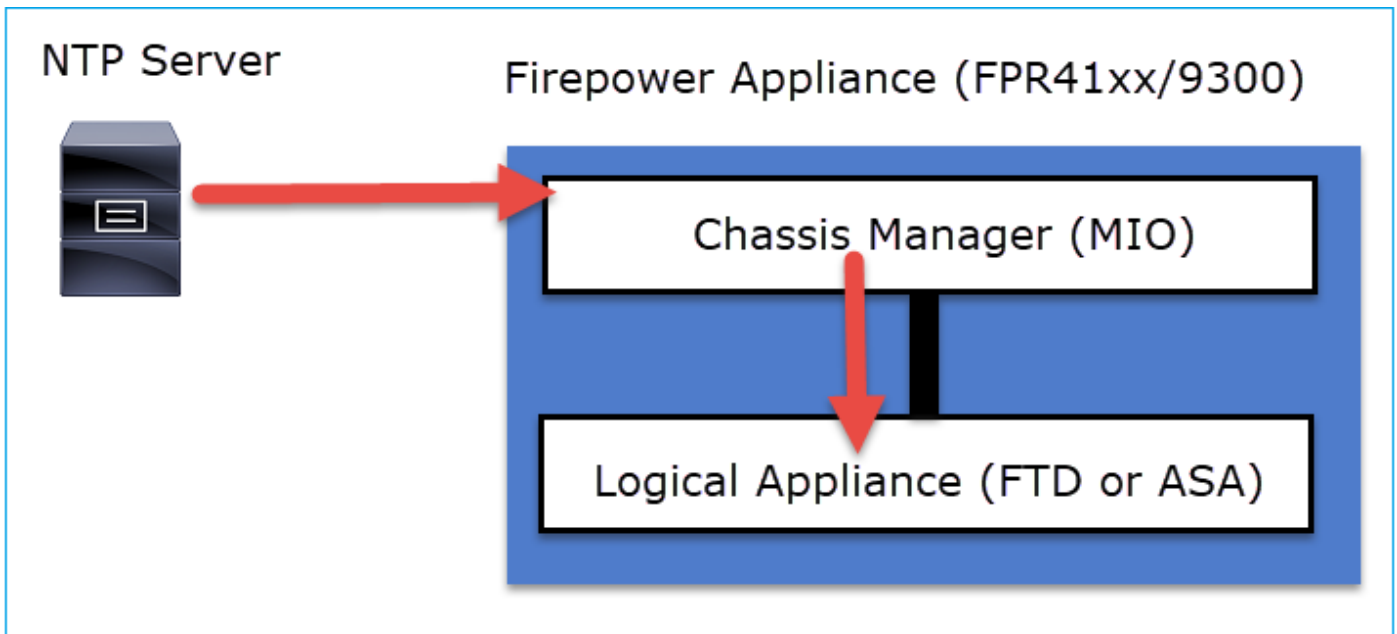 NTP Server
Firepower Appliance (FPR41xx/9300)
Chassis Manager (MIO)
Logical Appliance (FTD or ASA)